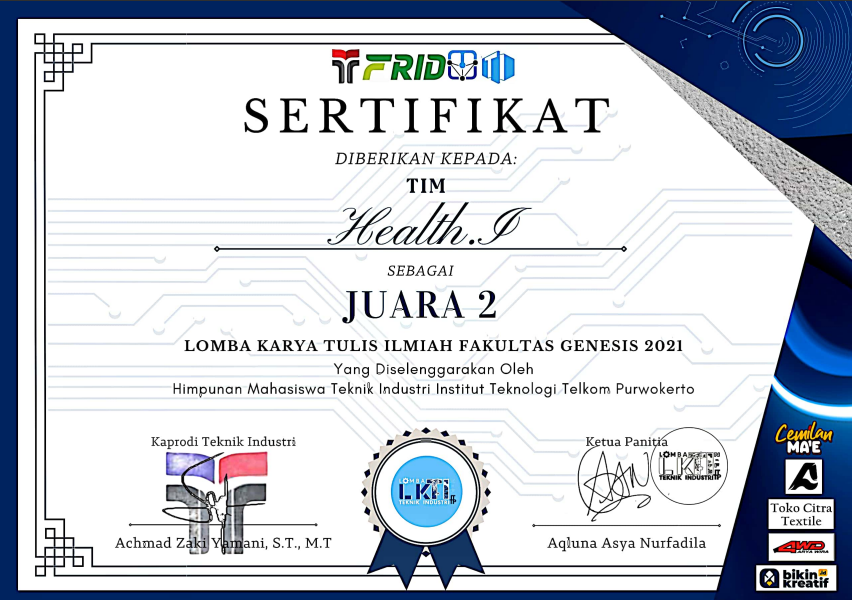 FRID
SERTIFIKAT
DIBERIKAN KEPADA:
TIM
Health.I
SEBAGAI
JUARA 2
LOMBA KARYA TULIS ILMIAH FAKULTAS GENESIS 2021
Yang Diselenggarakan Oleh
Himpunan Mahasiswa Teknik Industri Institut Teknologi Telkom Purwokerto
Kaprodi Teknik Industri
Achmad Zaki Yamani, S.T., M.T
LOMBA
LKTI
TEKNIK INDUSTRI
Ketua Panitia
LOMBA
LKTI
TEKNIK INDUSTRI
Aqluna Asya Nurfadila
Cemilan
MA'E
Toko Citra
Textile
4WD
ARYA WIRA
bikin
kreatif